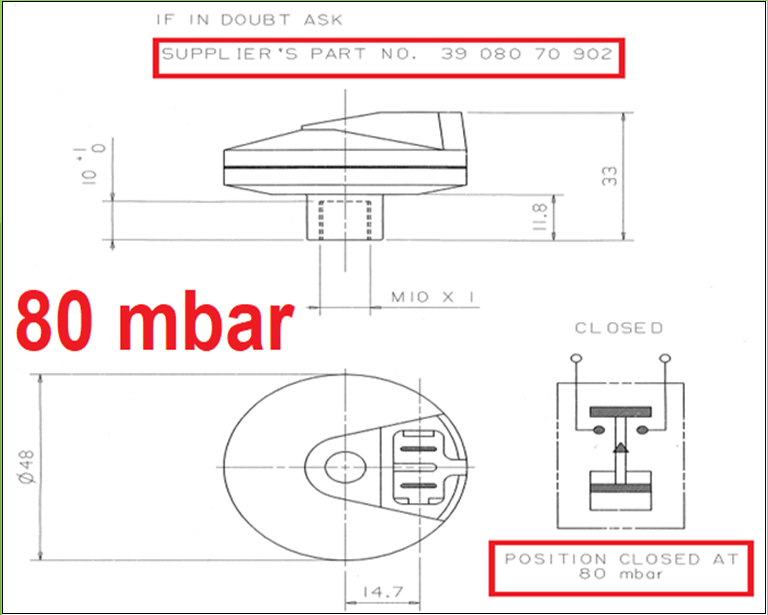 IF IN DOUBT ASK
SUPPLIER'S PART NO. 39 080 70 902
10 +1 0
33
11.8
M10 X 1
80 mbar
CLOSED
Ø48
POSITION CLOSED AT
80 mbar
14.7